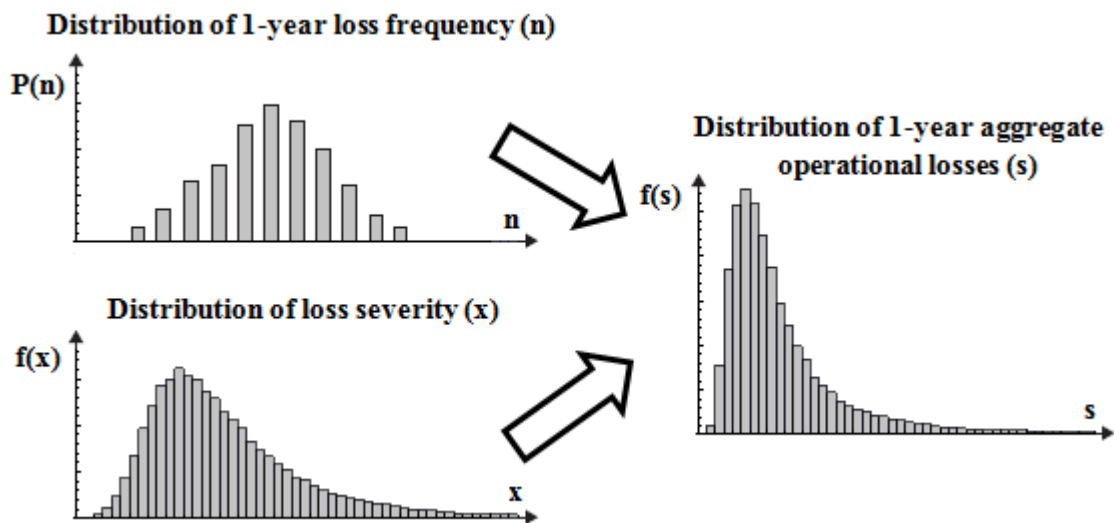 Distribution of 1-year loss frequency (n)
P(n)
n
Distribution of loss severity (x)
f(x)
x
Distribution of 1-year aggregate
operational losses (s)
f(s)
s